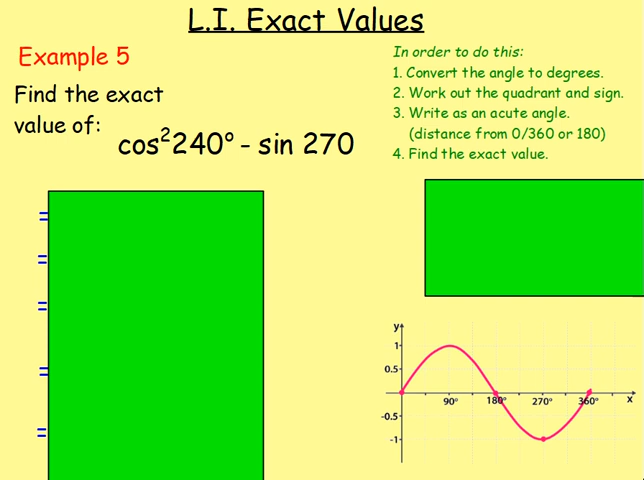 L.I. Exact Values
Example 5
Find the exact
value of:
cos²240° - sin 270
In order to do this:
1. Convert the angle to degrees.
2. Work out the quadrant and sign.
3. Write as an acute angle.
(distance from 0/360 or 180)
4. Find the exact value.
=
=
=
=
=
y
1
0.5
-0.5
-1
90° 180° 270° 360° x